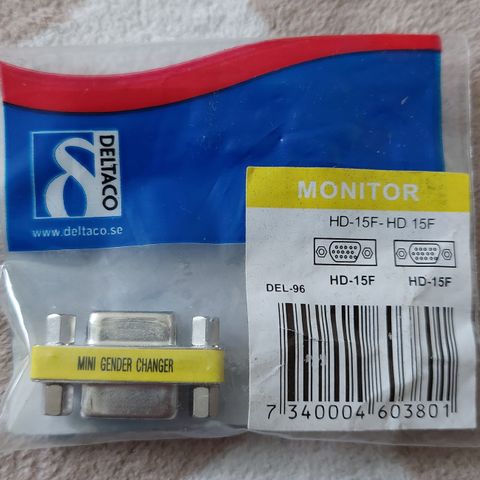 DELTACO
www.deltaco.se
MONITOR
HD-15F-HD 15F
HD-15F HD-15F
DEL-96
7 340004 603801
MINI GENDER CHANGER